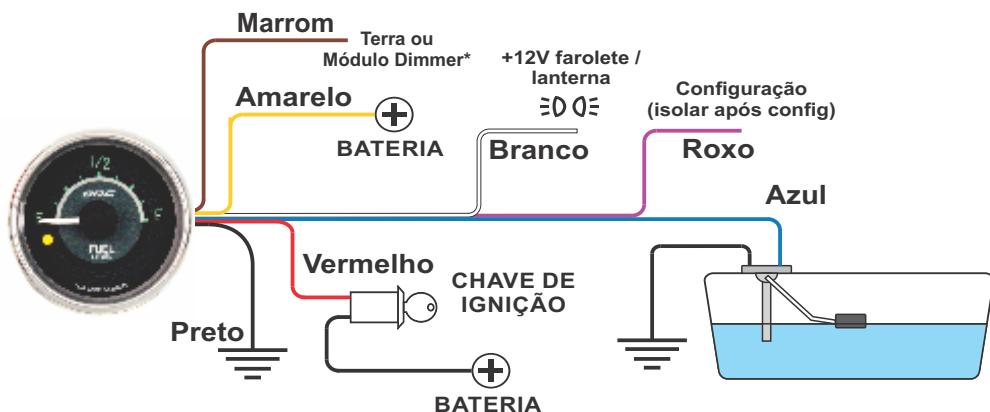 Marrom
Terra ou
Módulo Dimmer*
+12V farolete /
lanterna
Configuração
(isolar após config)
Amarelo
BATERIA
Branco
Roxo
Azul
1/2
E
F
FUEL
LEVEL
Vermelho
CHAVE DE
IGNIÇÃO
Preto
BATERIA